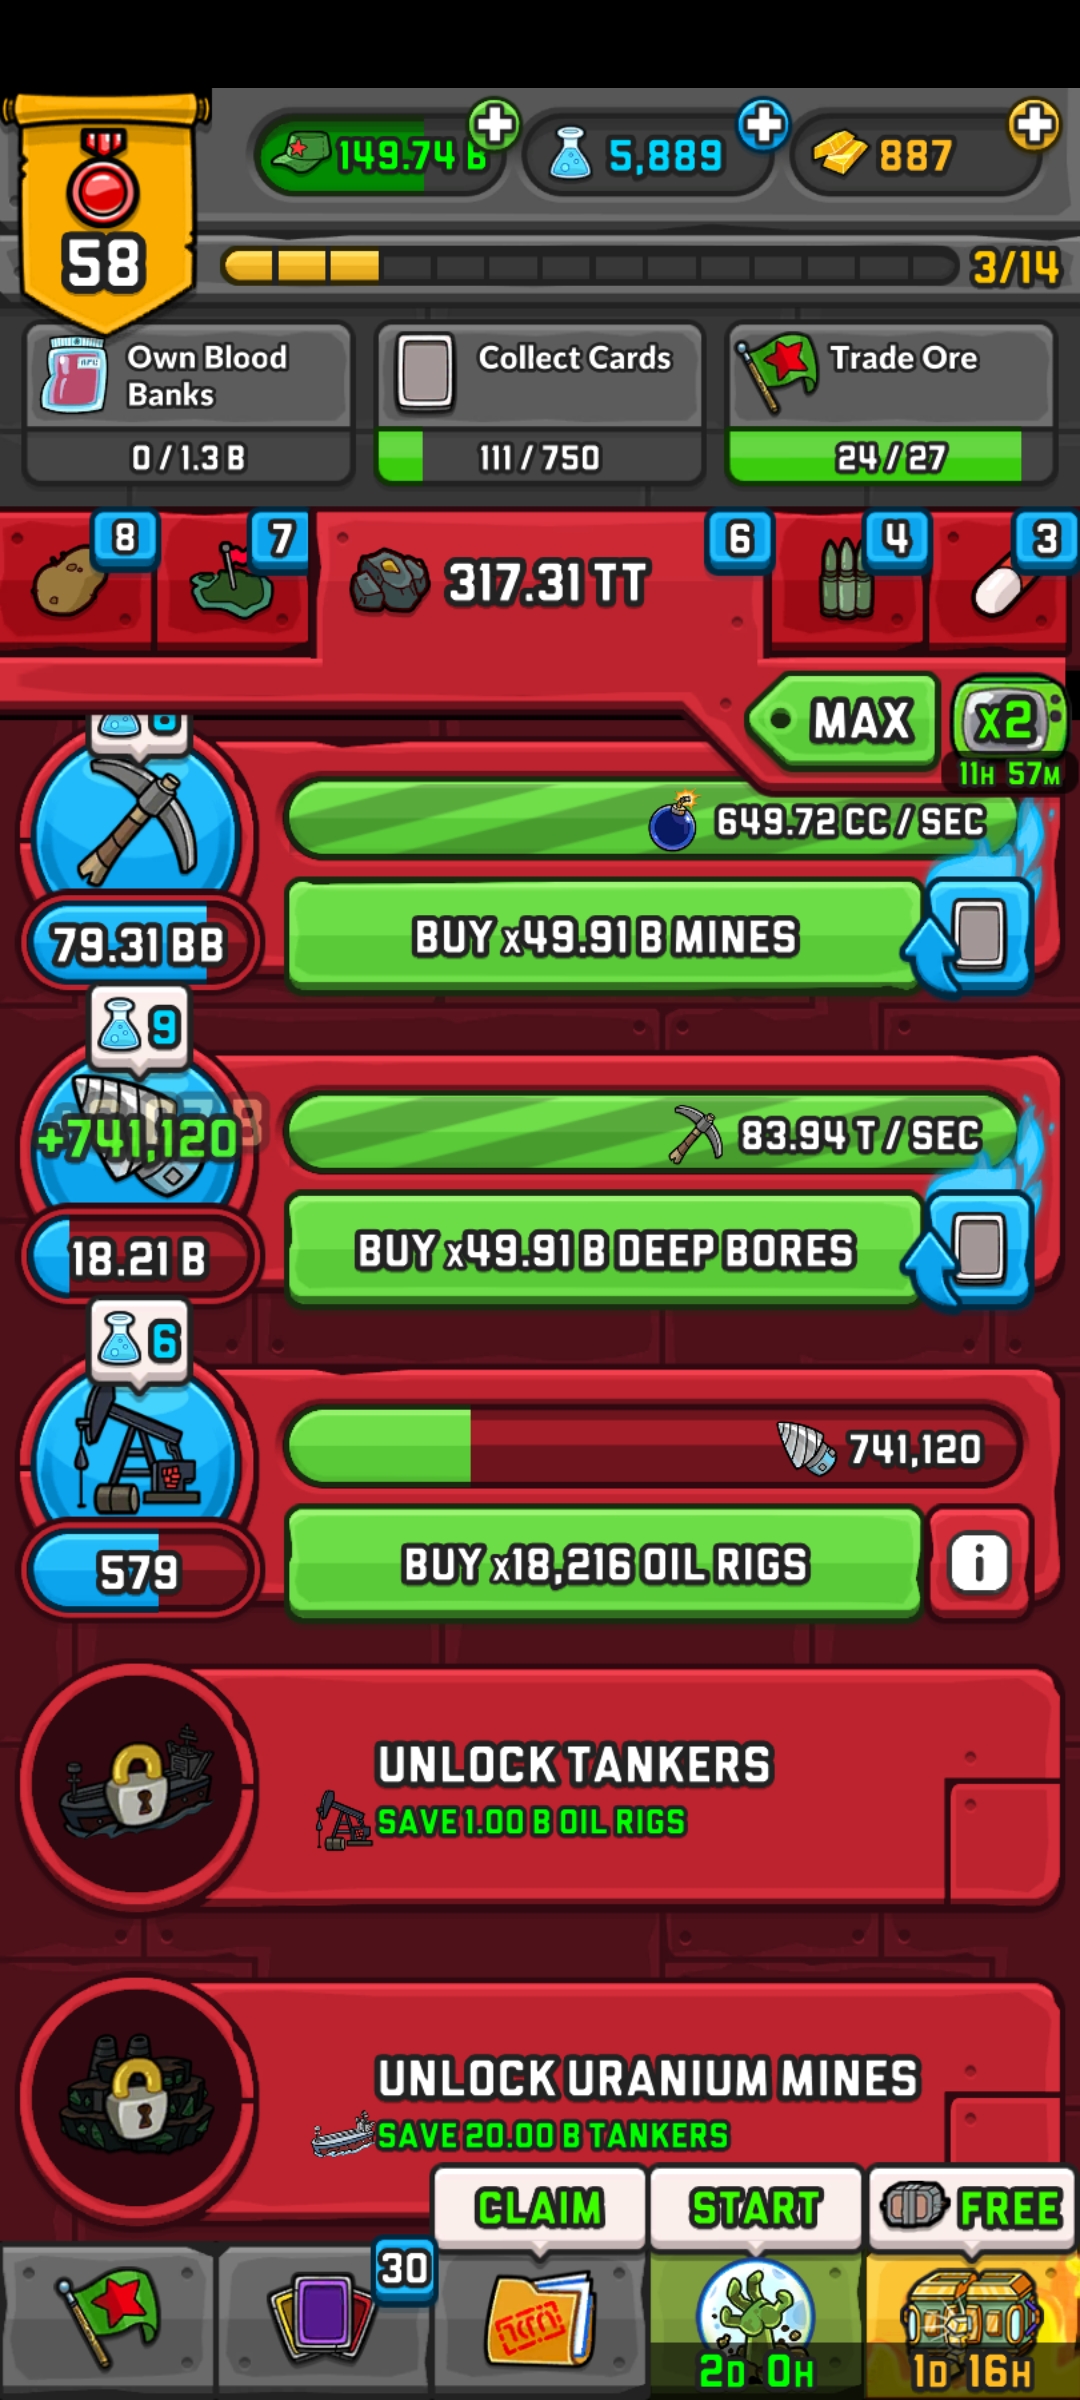 58
149.74 B
5,889
887
3/14
Own Blood Banks
0 / 1.3 B
Collect Cards
111 / 750
Trade Ore
24 / 27
8
7
317.31 TT
6
4
3
MAX
x2
11H 57M
649.72 CC / SEC
79.31 BB
BUY x49.91 B MINES
9
+741,120
83.94 T / SEC
18.21 B
BUY x49.91 B DEEP BORES
6
741,120
579
BUY x18,216 OIL RIGS
i
UNLOCK TANKERS
SAVE 1.00 B OIL RIGS
UNLOCK URANIUM MINES
SAVE 20.00 B TANKERS
CLAIM
START
FREE
30
2D 0H
1D 16H